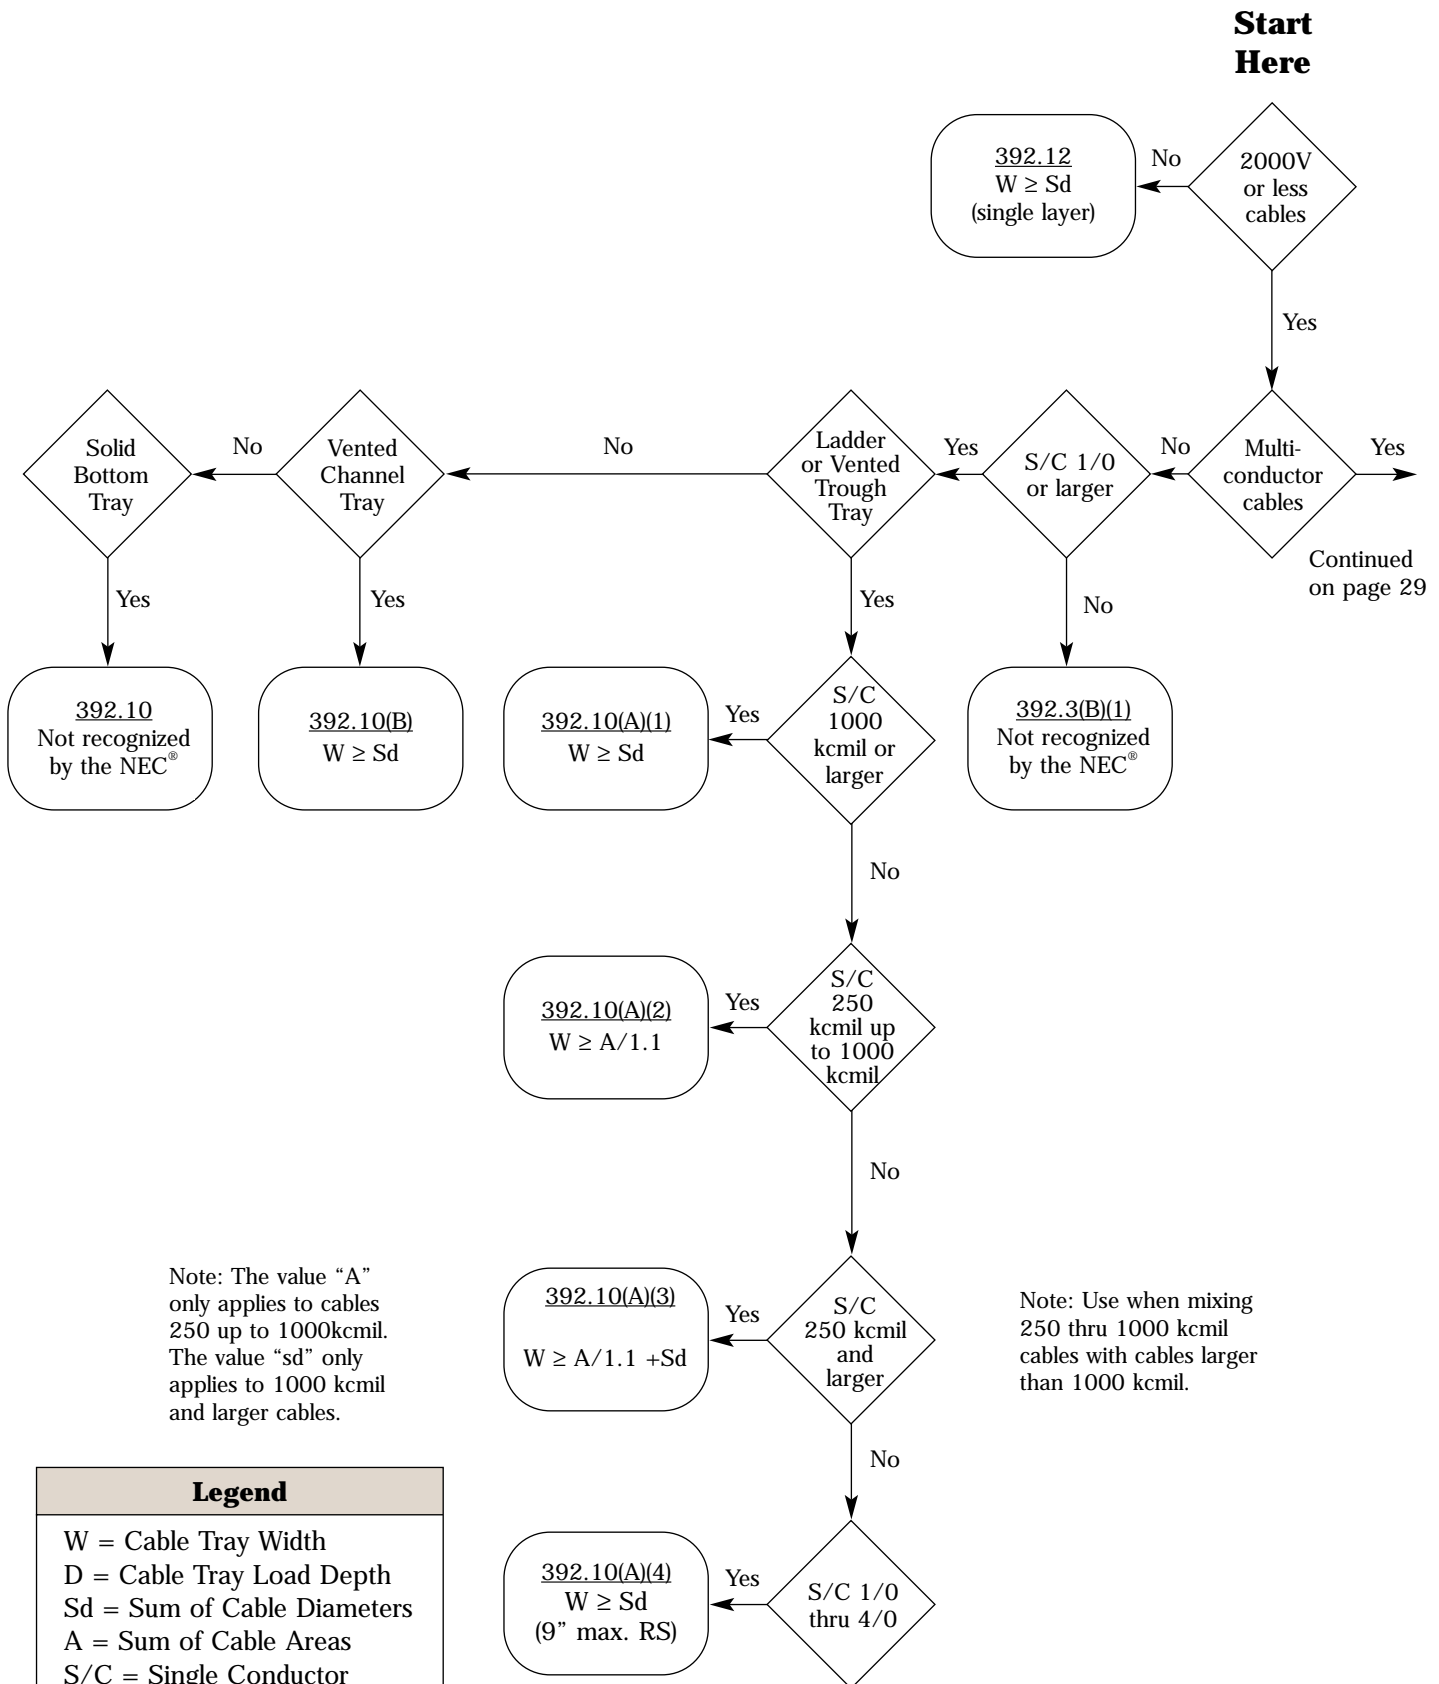 Start
Here
392.12
W ≥ Sd
(single layer)
No
2000V
or less
cables
Yes
Solid
Bottom
Tray
No
Vented
Channel
Tray
No
Ladder
or Vented
Trough
Tray
Yes
S/C 1/0
or larger
No
Multi-
conductor
cables
Yes
Continued
on page 29
Yes
Yes
Yes
No
392.10
Not recognized
by the NEC®
392.10(B)
W ≥ Sd
392.10(A)(1)
W ≥ Sd
Yes
S/C
1000
kcmil or
larger
392.3(B)(1)
Not recognized
by the NEC®
No
392.10(A)(2)
W ≥ A/1.1
Yes
S/C
250
kcmil up
to 1000
kcmil
No
Note: The value “A”
only applies to cables
250 up to 1000kcmil.
The value “sd” only
applies to 1000 kcmil
and larger cables.
392.10(A)(3)
W ≥ A/1.1 +Sd
Yes
S/C
250 kcmil
and
larger
Note: Use when mixing
250 thru 1000 kcmil
cables with cables larger
than 1000 kcmil.
No
Legend
W = Cable Tray Width
D = Cable Tray Load Depth
Sd = Sum of Cable Diameters
A = Sum of Cable Areas
S/C = Single Conductor
392.10(A)(4)
W ≥ Sd
(9” max. RS)
Yes
S/C 1/0
thru 4/0